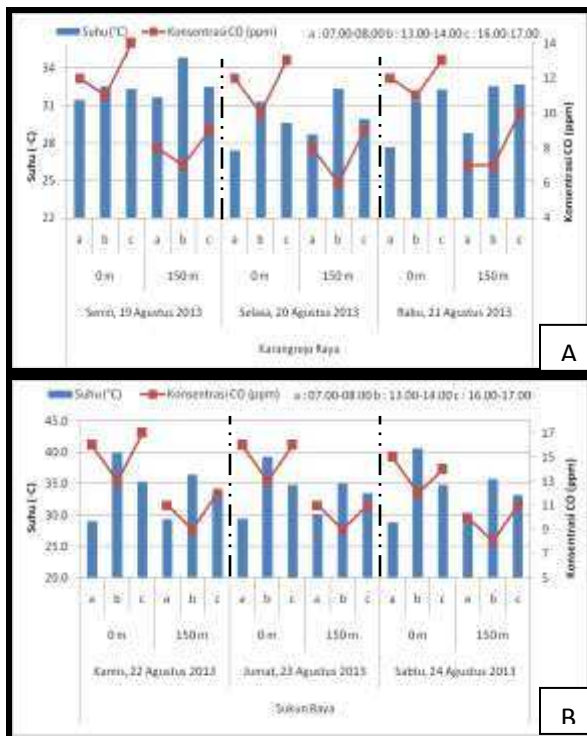 Suhu (°C) Konsentrasi CO (ppm) a : 07.00-08.00 b : 13.00-14.00 c : 16.00-17.00
Suhu (°C)
34
31
28
25
22
14
12
10
8
6
4
Konsentrasi CO (ppm)
a b c a b c a b c a b c a b c a b c
0 m 150 m 0 m 150 m 0 m 150 m
Senin, 19 Agustus 2013 Selasa, 20 Agustus 2013 Rabu, 21 Agustus 2013
Karangrejo Raya
A
Suhu (°C) Konsentrasi CO (ppm) a : 07.00-08.00 b : 13.00-14.00 c : 16.00-17.00
Suhu (°C)
45.0
40.0
35.0
30.0
25.0
20.0
17
15
13
11
9
7
5
Konsentrasi CO (ppm)
a b c a b c a b c a b c a b c a b c
0 m 150 m 0 m 150 m 0 m 150 m
Kamis, 22 Agustus 2013 Jumat, 23 Agustus 2013 Sabtu, 24 Agustus 2013
Sukun Raya
B